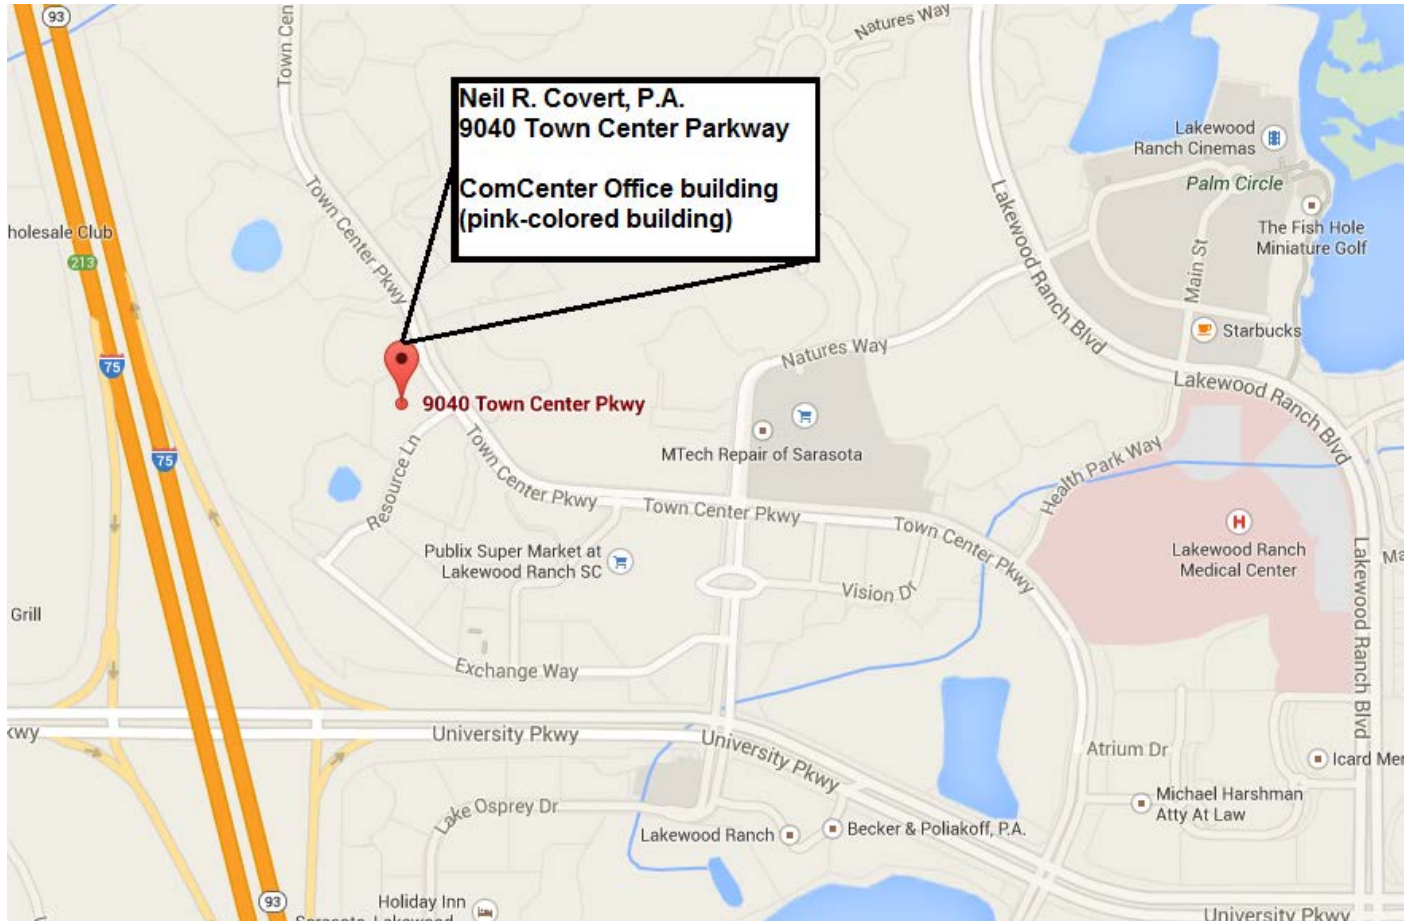 93
Town Cen
Natures Way
Neil R. Covert, P.A.
9040 Town Center Parkway
ComCenter Office building
(pink-colored building)
Lakewood
Ranch Cinemas
Palm Circle
The Fish Hole
Miniature Golf
Main St
Starbucks
Lakewood Ranch Blvd
Town Center Pkwy
holesale Club
213
75
Natures Way
Lakewood Ranch Blvd
9040 Town Center Pkwy
MTech Repair of Sarasota
Resource Ln
Town Center Pkwy
75
Health Park Way
Town Center Pkwy
Town Center Pkwy
H
Lakewood Ranch
Medical Center
Lakewood Ranch Blvd
Ma
Publix Super Market at
Lakewood Ranch SC
Vision Dr
Grill
Exchange Way
kwy
University Pkwy
University Pkwy
Atrium Dr
Icard Mer
Michael Harshman
Atty At Law
Lake Osprey Dr
Lakewood Ranch
Becker & Poliakoff, P.A.
93
Holiday Inn
Sarasota-Lakewood
University Pkwy